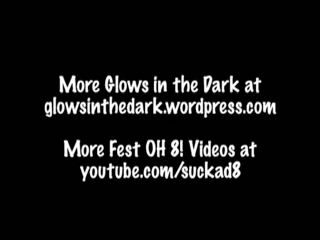 More Glows in the Dark at
glowsinthedark.wordpress.com
More Fest OH 8! Videos at
youtube.com/suckad8